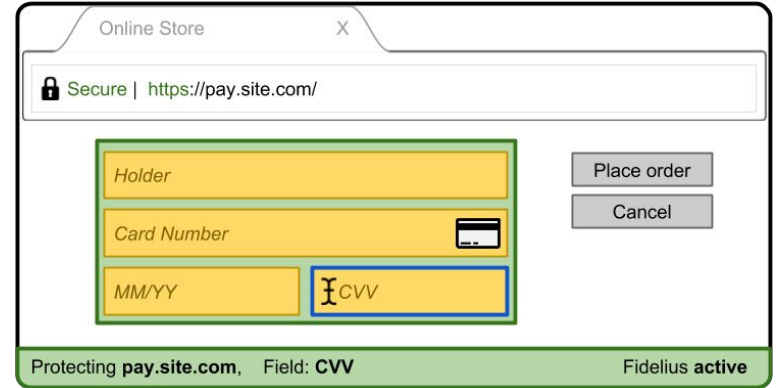 Online Store X
Secure | https://pay.site.com/
Holder
Place order
Card Number
Cancel
MM/YY CVV
Protecting pay.site.com, Field: CVV Fidelius active